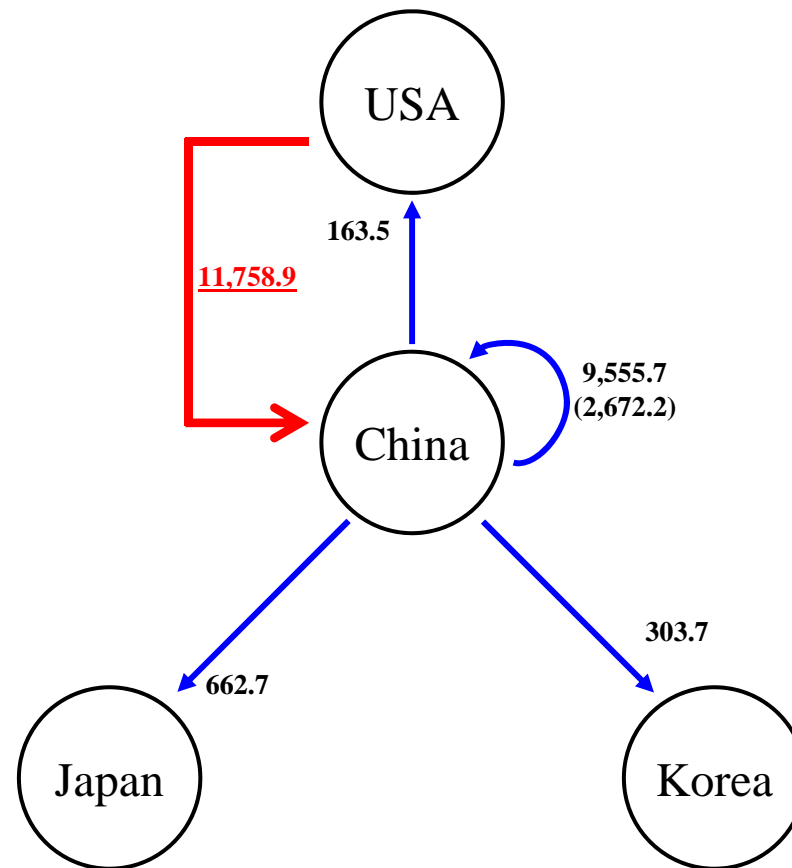 USA
163.5
11,758.9
9,555.7
(2,672.2)
China
303.7
662.7
Japan
Korea